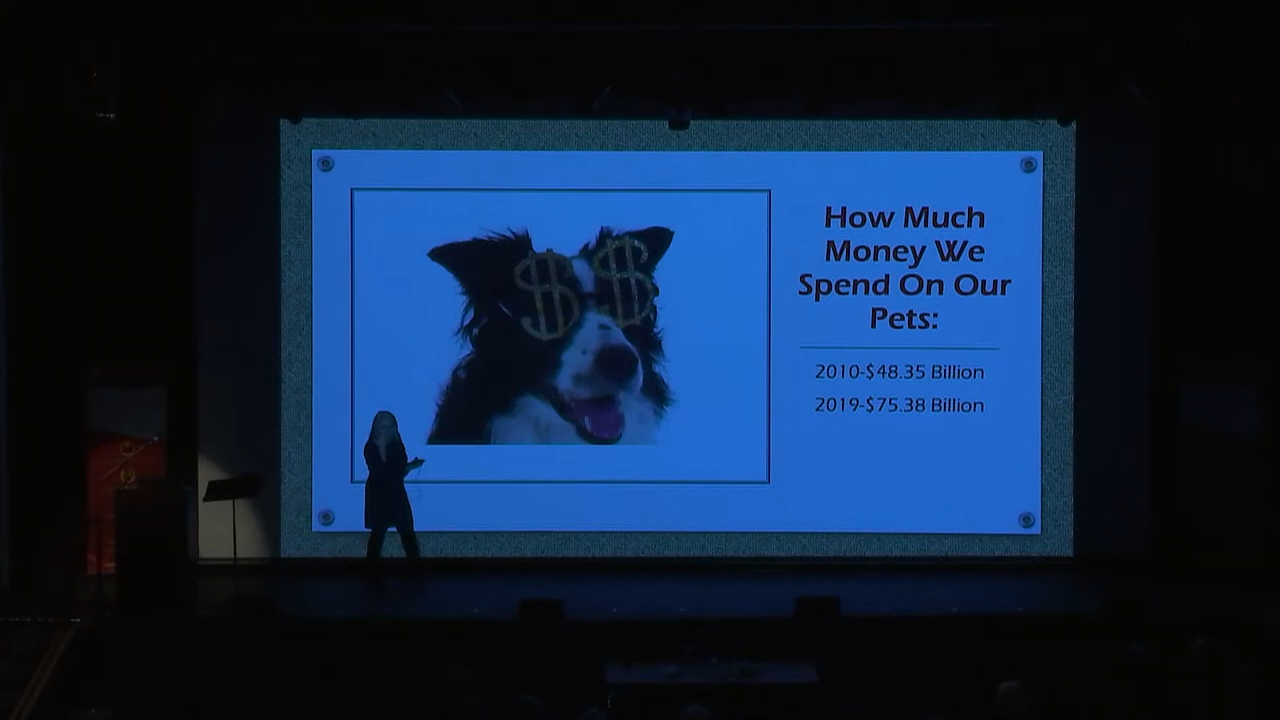 How Much
Money We
Spend On Our
Pets:
2010-$48.35 Billion
2019-$75.38 Billion